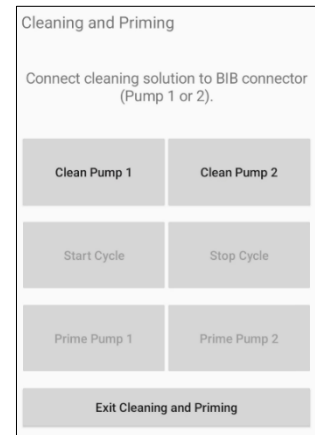 Cleaning and Priming
Connect cleaning solution to BIB connector
(Pump 1 or 2).
Clean Pump 1
Clean Pump 2
Start Cycle
Stop Cycle
Prime Pump 1
Prime Pump 2
Exit Cleaning and Priming